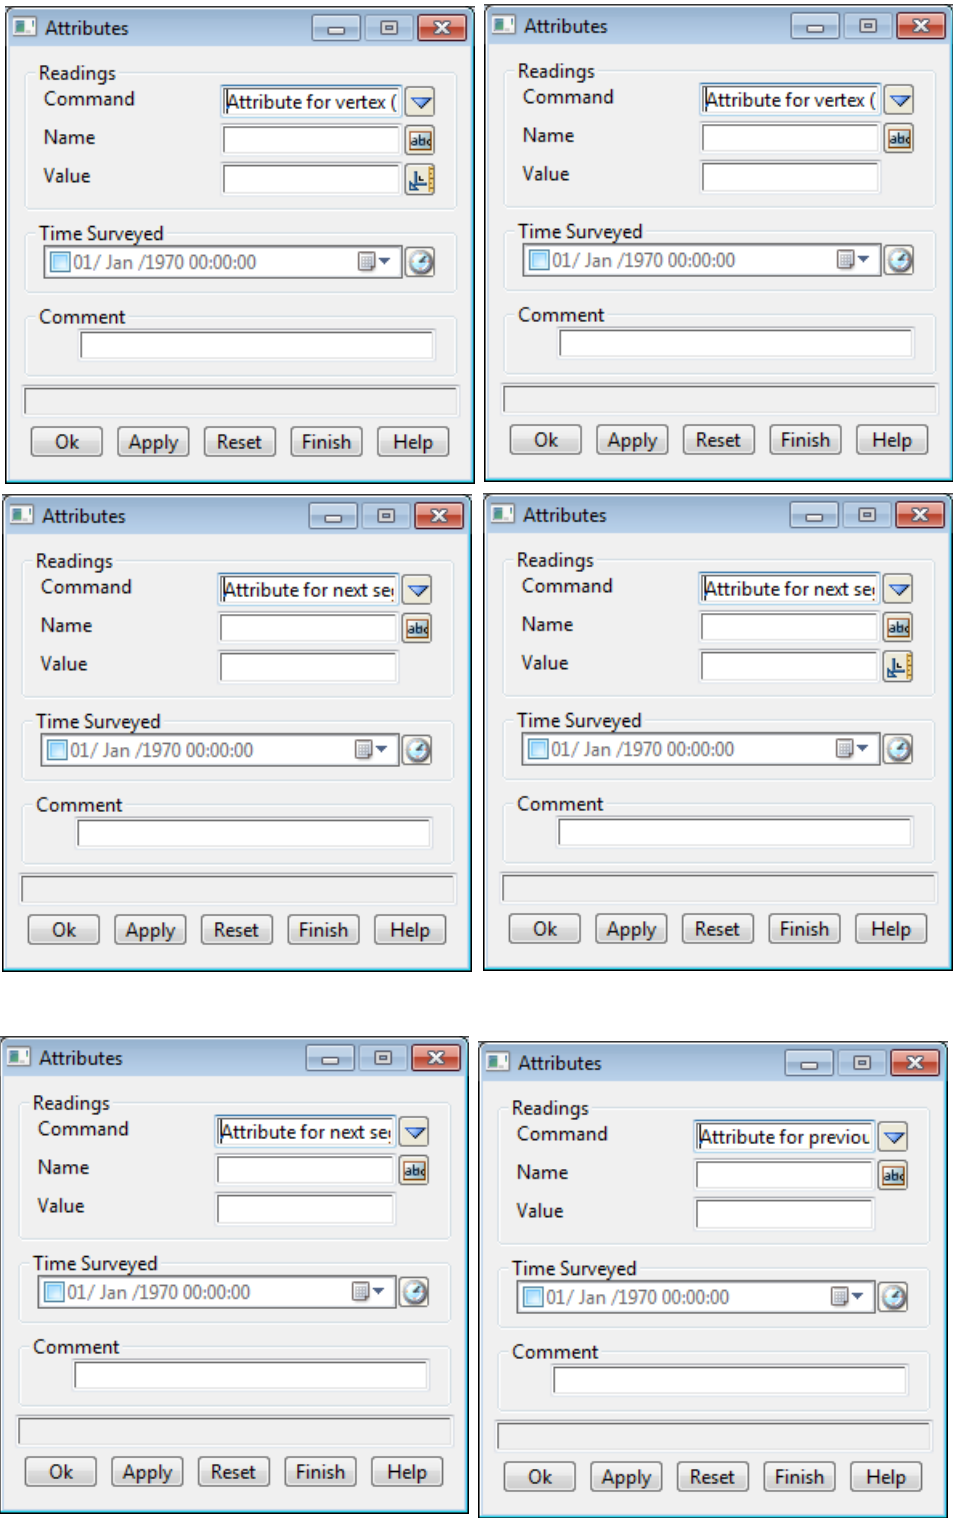 Attributes
Readings
Command Attribute for vertex (
Name abc
Value
Time Surveyed
01/ Jan /1970 00:00:00
Comment
Ok Apply Reset Finish Help
Attributes
Readings
Command Attribute for vertex (
Name abc
Value
Time Surveyed
01/ Jan /1970 00:00:00
Comment
Ok Apply Reset Finish Help
Attributes
Readings
Command Attribute for next se
Name abc
Value
Time Surveyed
01/ Jan /1970 00:00:00
Comment
Ok Apply Reset Finish Help
Attributes
Readings
Command Attribute for next se
Name abc
Value
Time Surveyed
01/ Jan /1970 00:00:00
Comment
Ok Apply Reset Finish Help
Attributes
Readings
Command Attribute for next se
Name abc
Value
Time Surveyed
01/ Jan /1970 00:00:00
Comment
Ok Apply Reset Finish Help
Attributes
Readings
Command Attribute for previou
Name abc
Value
Time Surveyed
01/ Jan /1970 00:00:00
Comment
Ok Apply Reset Finish Help